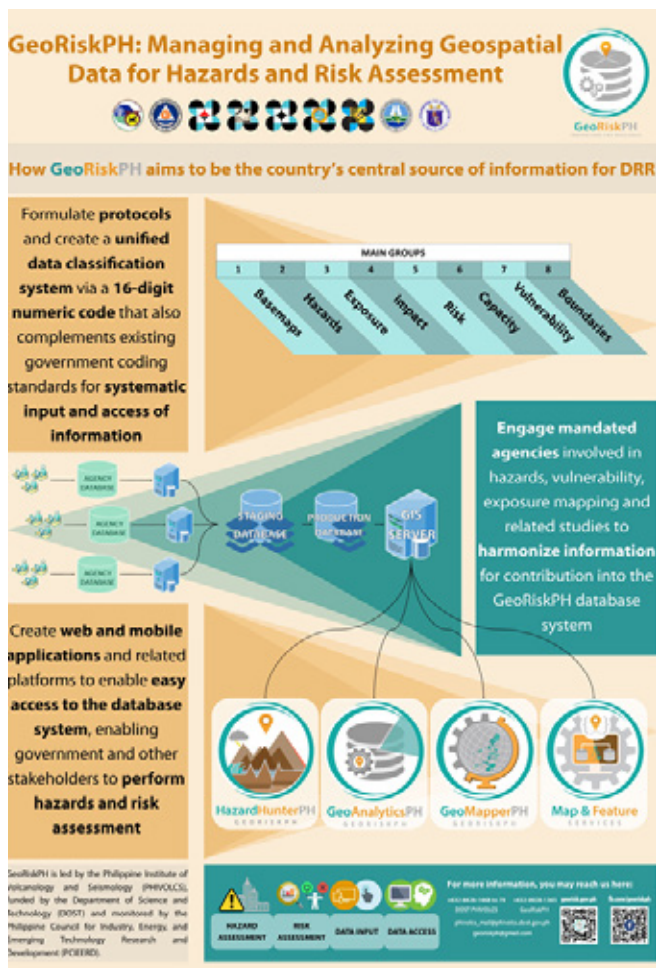 GeoRiskPH: Managing and Analyzing Geospatial
Data for Hazards and Risk Assessment
GeoRiskPH
How GeoRiskPH aims to be the country's central source of information for DRR
Formulate protocols
and create a unified
data classification
system via a 16-digit
numeric code that also
complements existing
government coding
standards for systematic
input and access of
information
MAIN GROUPS
1 2 3 4 5 6 7 8
Basemaps
Hazards
Exposure
Impact
Risk
Capacity
Vulnerability
Boundaries
AGENCY
DATABASE
AGENCY
DATABASE
AGENCY
DATABASE
STAGING
DATABASE
PRODUCTION
DATABASE
GIS
SERVER
Engage mandated
agencies involved in
hazards, vulnerability,
exposure mapping and
related studies to
harmonize information
for contribution into the
GeoRiskPH database
system
Create web and mobile
applications and related
platforms to enable easy
access to the database
system, enabling
government and other
stakeholders to perform
hazards and risk
assessment
HazardHunterPH
GEORISKPH
GeoAnalyticsPH
GEORISKPH
GeoMapperPH
GEORISKPH
Map & Feature
SERVICES
GeoRiskPH is led by the Philippine Institute of
Volcanology and Seismology (PHIVOLCS),
funded by the Department of Science and
Technology (DOST) and monitored by the
Philippine Council for Industry, Energy, and
Emerging Technology Research and
Development (PCIEERD).
HAZARD
ASSESSMENT
RISK
ASSESSMENT
DATA INPUT
DATA ACCESS
For more information, you may reach us here:
DOST-PHIVOLCS
GeoRiskPH